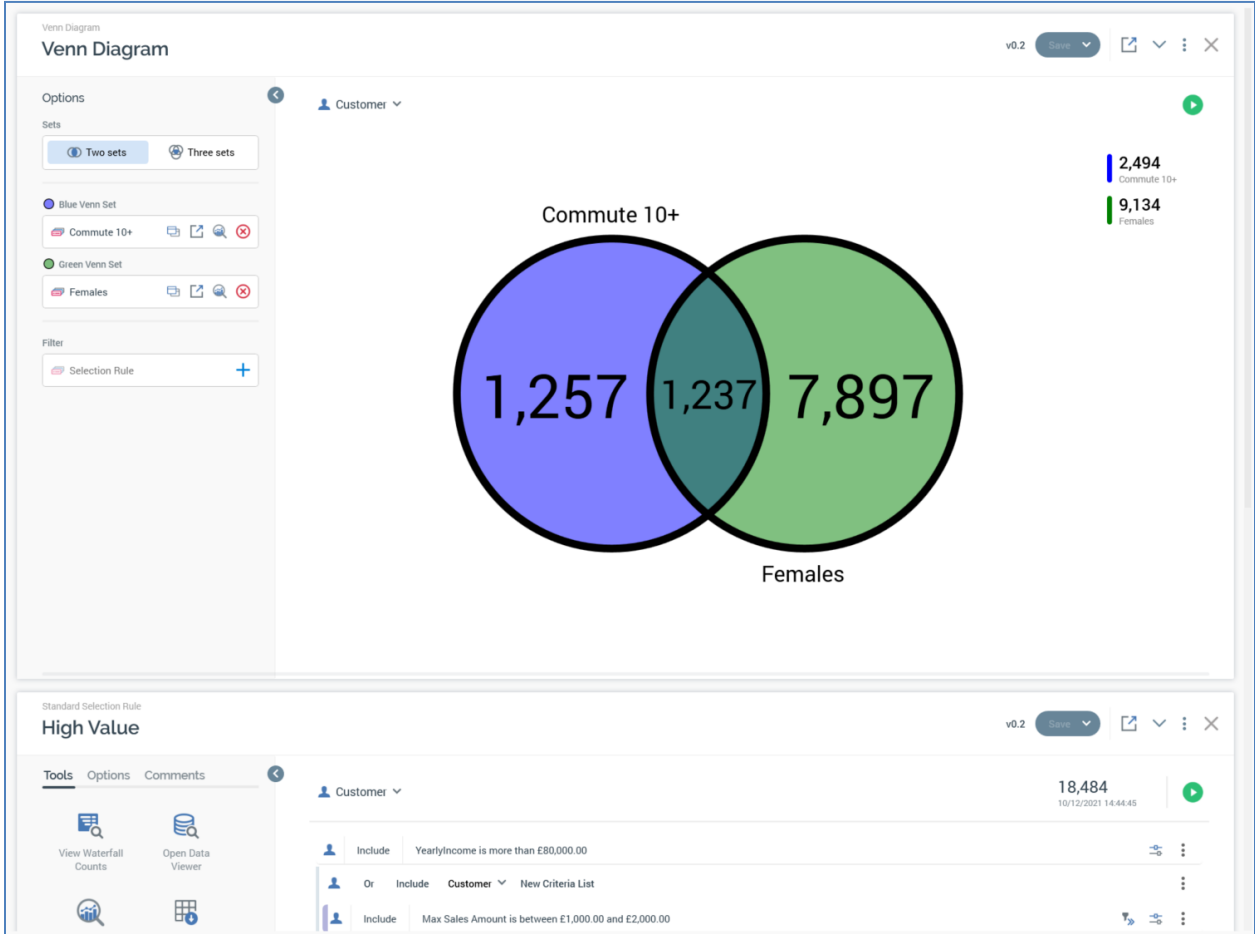 Venn Diagram
Venn Diagram
v0.2
Save
Options
Customer
Sets
Two sets
Three sets
2,494
Commute 10+
9,134
Females
Blue Venn Set
Commute 10+
Green Venn Set
Females
Filter
Selection Rule
Commute 10+
1,257
1,237
7,897
Females
Standard Selection Rule
High Value
v0.2
Save
Tools
Options
Comments
Customer
18,484
10/12/2021 14:44:45
View Waterfall
Counts
Open Data
Viewer
Include YearlyIncome is more than £80,000.00
Or Include Customer New Criteria List
Include Max Sales Amount is between £1,000.00 and £2,000.00